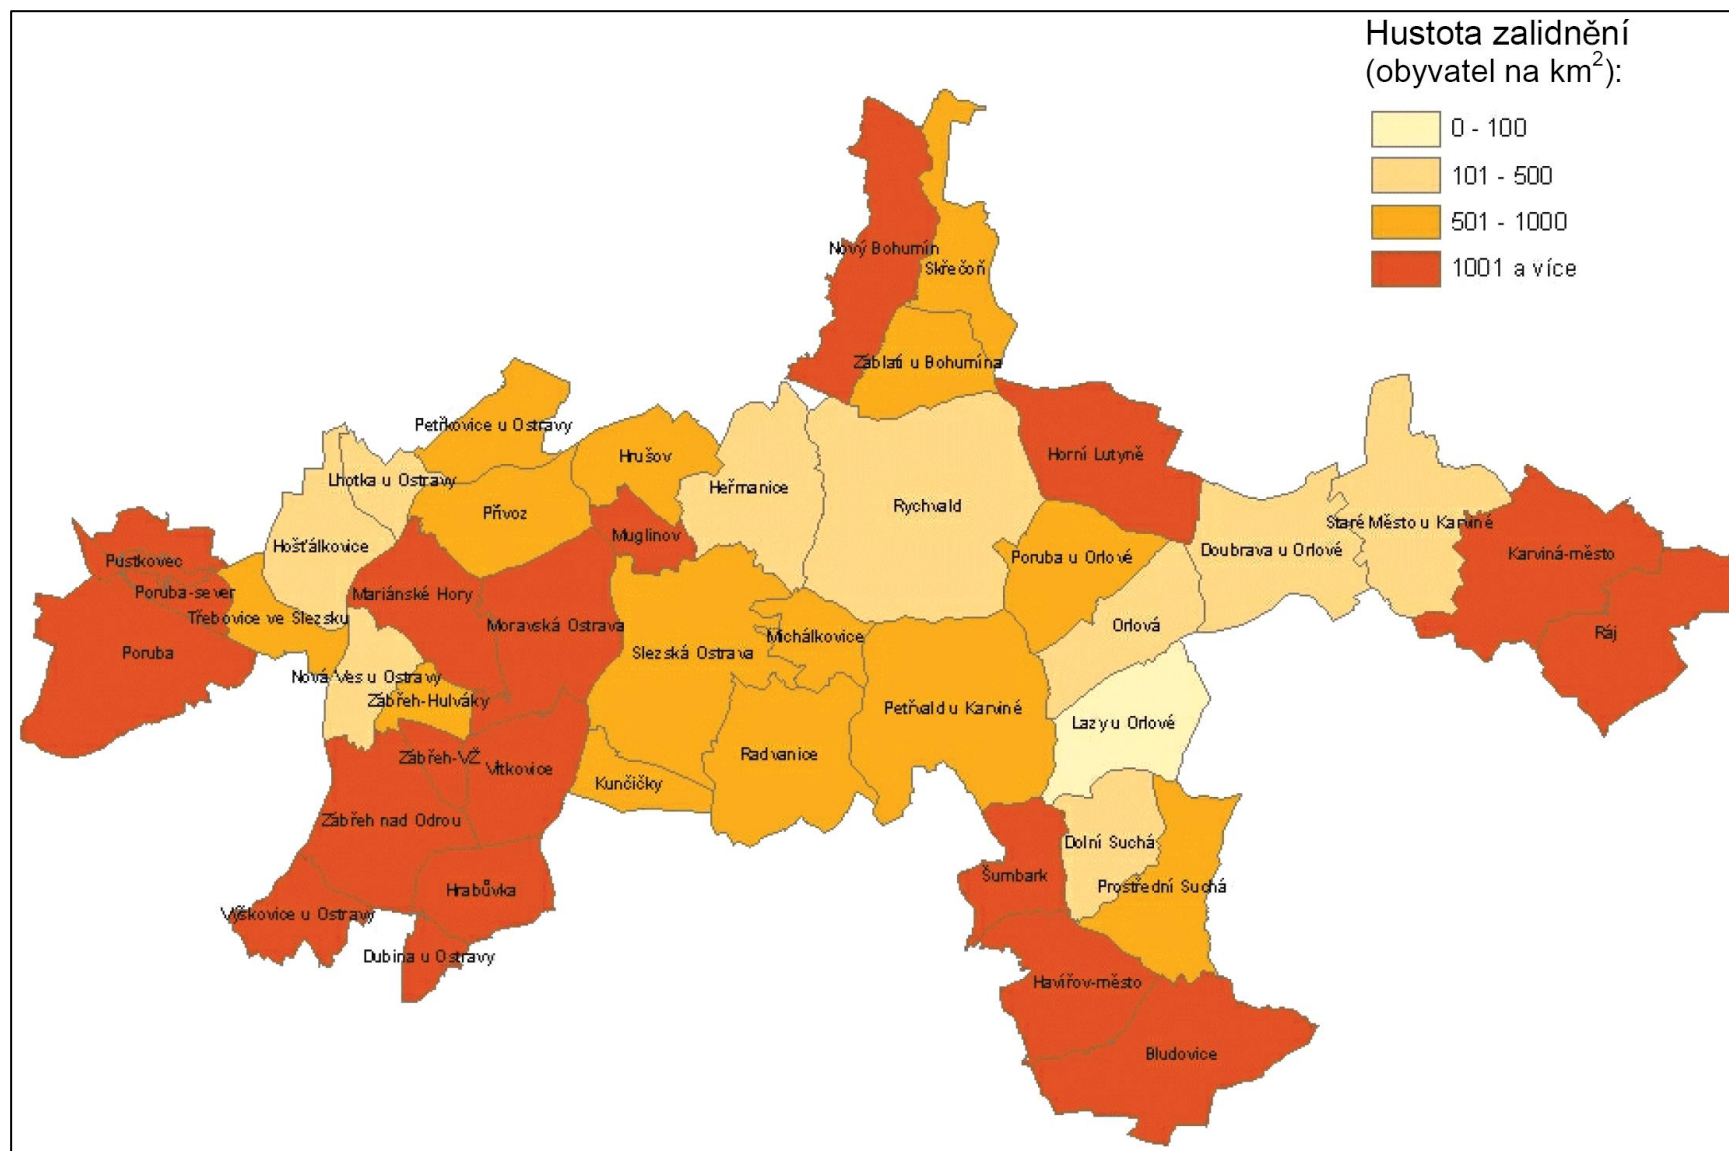 Hustota zalidnění
(obyvatel na km²):
0 - 100
101 - 500
501 - 1000
1001 a více
Nový Bohumín
Skřečoň
Záblatí u Bohumína
Petřkovice u Ostravy
Hrušov
Horní Lutyně
Lhotka u Ostravy
Heřmanice
Rychvald
Přívoz
Staré Město u Karviné
Muglinov
Hošťálkovice
Poruba u Orlové
Doubrava u Orlové
Karviná-město
Pustkovec
Poruba-sever
Mariánské Hory
Třebovice ve Slezsku
Moravská Ostrava
Michálkovice
Orlová
Ráj
Poruba
Slezská Ostrava
Nová Ves u Ostravy
Zábřeh-Hulváky
Petřvald u Karviné
Lazy u Orlové
Zábřeh-VŽ
Vítkovice
Radvanice
Kunčičky
Zábřeh nad Odrou
Dolní Suchá
Šumbark
Prostřední Suchá
Hrabůvka
Výškovice u Ostravy
Dubina u Ostravy
Havířov-město
Bludovice